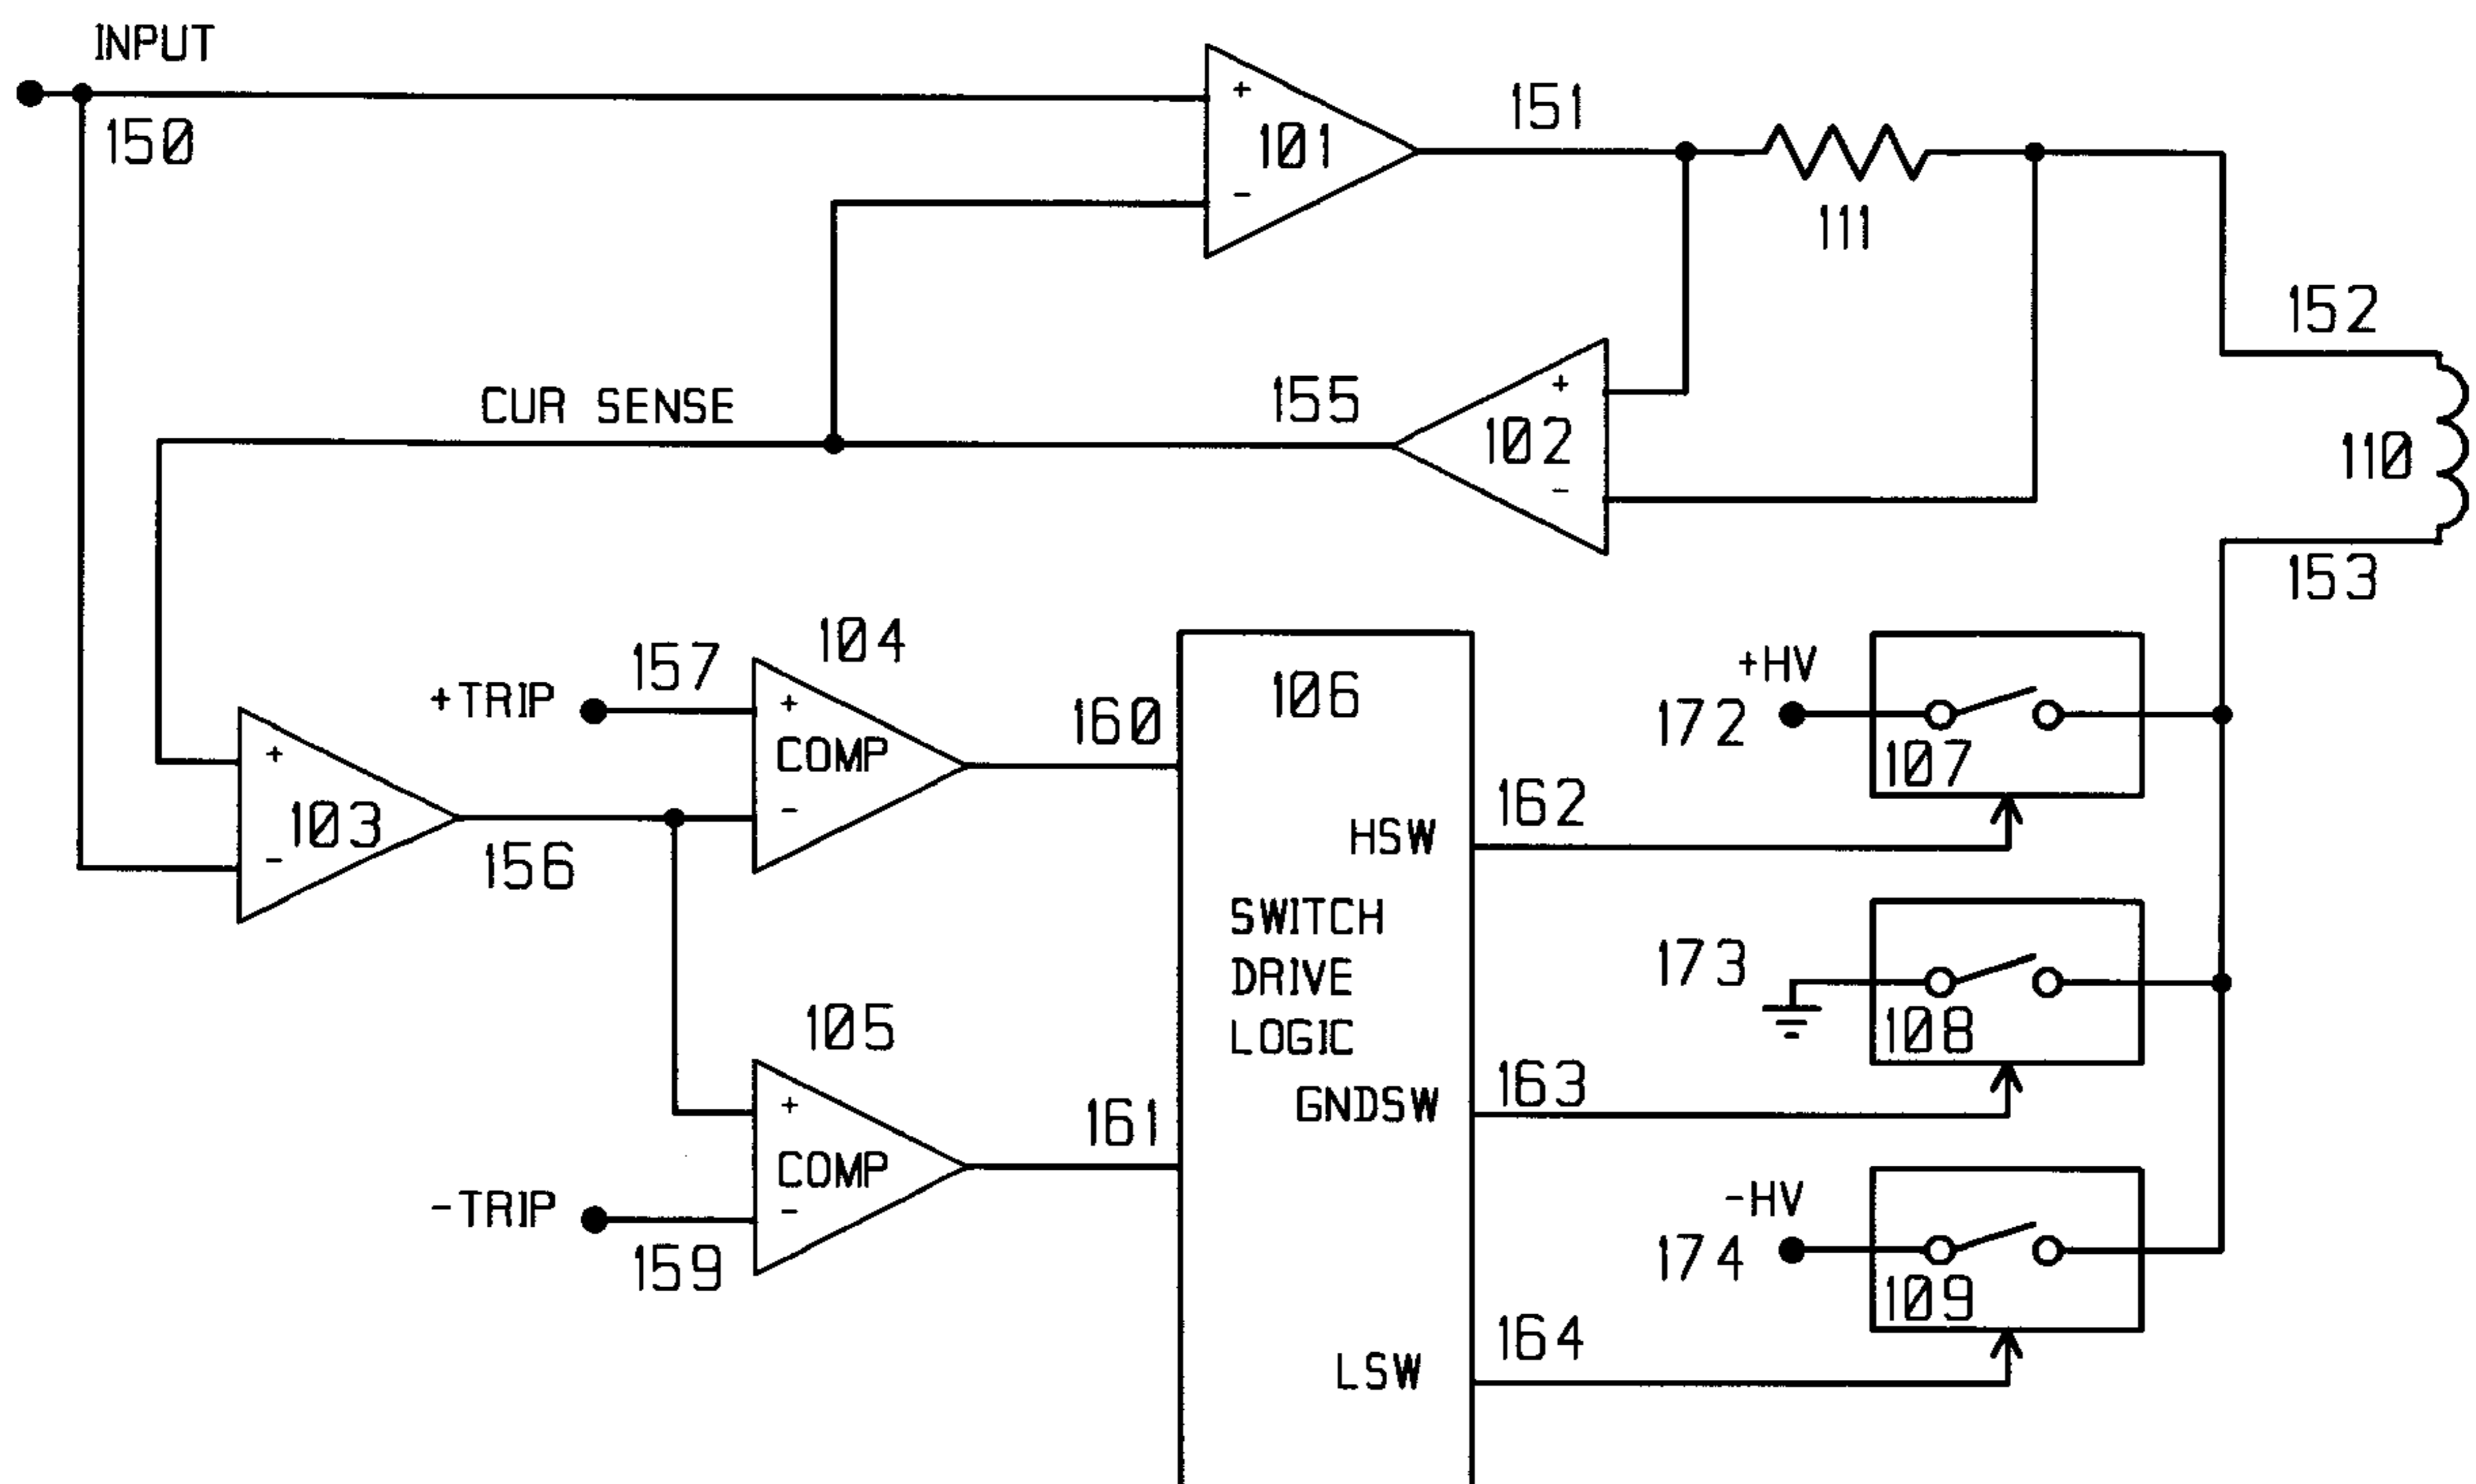 INPUT
150
+
101
-
151
111
152
CUR SENSE
155
+
102
-
110
153
104
157
+TRIP
+
COMP
-
160
106
+HV
172
107
+
103
-
156
HSW
162
SWITCH
DRIVE
LOGIC
173
108
105
+
COMP
-
161
GNDSW
163
-TRIP
159
-HV
174
109
LSW
164